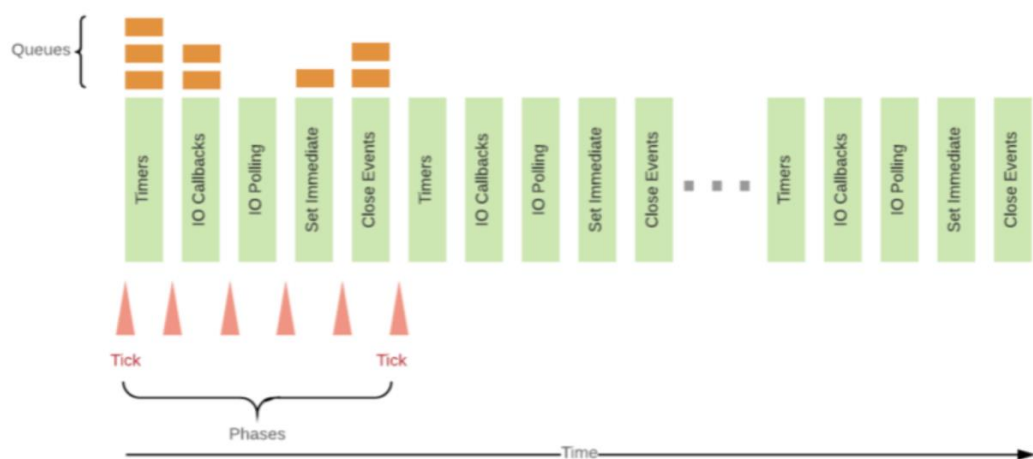 Queues
Timers
IO Callbacks
IO Polling
Set Immediate
Close Events
Timers
IO Callbacks
IO Polling
Set Immediate
Close Events
Timers
IO Callbacks
IO Polling
Set Immediate
Close Events
Tick
Tick
Phases
Time